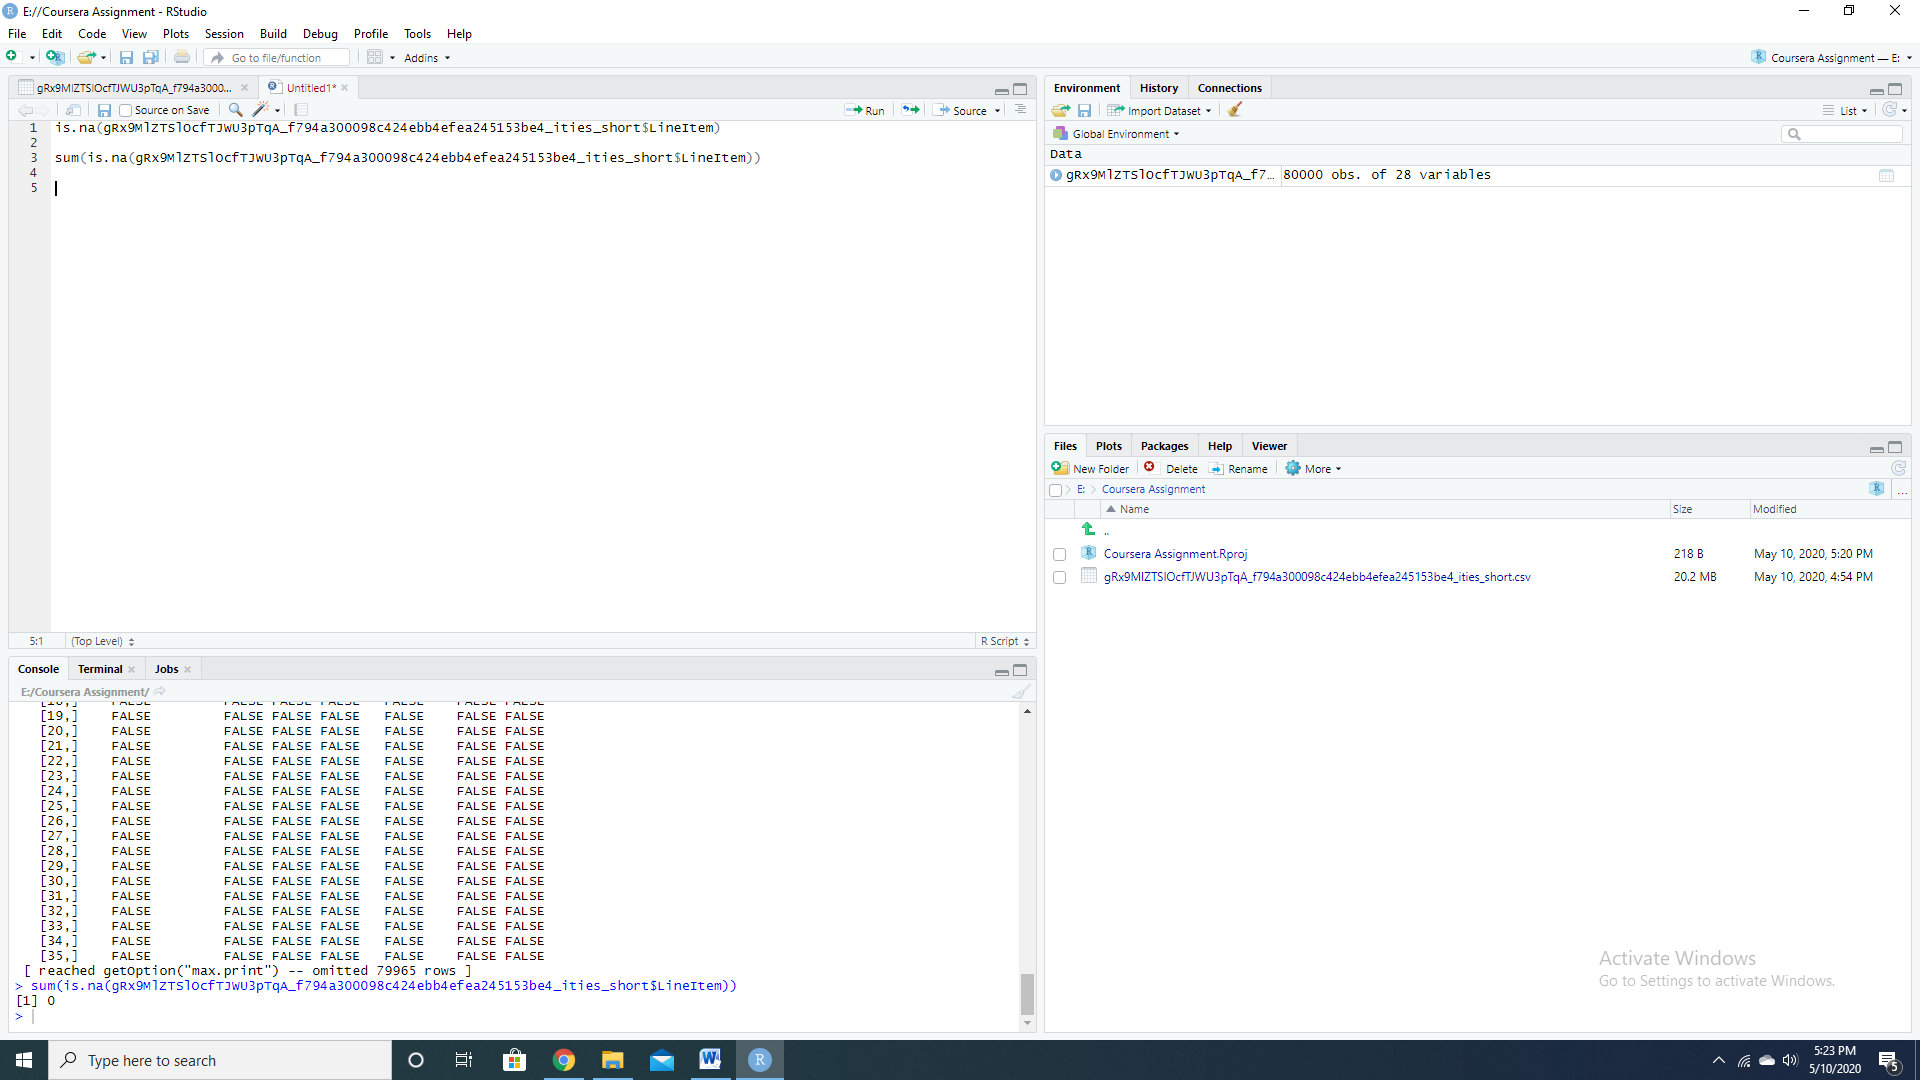 E://Coursera Assignment - RStudio
File Edit Code View Plots Session Build Debug Profile Tools Help
Go to file/function Addins Coursera Assignment — E:
gRx9MlZTSlOcfTJWU3pTqA_f794a3000... Untitled1*
Source on Save Run Source
1 is.na(gRx9MlZTSlOcfTJWU3pTqA_f794a300098c424ebb4efea245153be4_ities_short$LineItem)
2
3 sum(is.na(gRx9MlZTSlOcfTJWU3pTqA_f794a300098c424ebb4efea245153be4_ities_short$LineItem))
4
5
5:1 (Top Level) R Script
Console Terminal Jobs
E:/Coursera Assignment/
[19,] FALSE FALSE FALSE FALSE FALSE FALSE FALSE
[20,] FALSE FALSE FALSE FALSE FALSE FALSE FALSE
[21,] FALSE FALSE FALSE FALSE FALSE FALSE FALSE
[22,] FALSE FALSE FALSE FALSE FALSE FALSE FALSE
[23,] FALSE FALSE FALSE FALSE FALSE FALSE FALSE
[24,] FALSE FALSE FALSE FALSE FALSE FALSE FALSE
[25,] FALSE FALSE FALSE FALSE FALSE FALSE FALSE
[26,] FALSE FALSE FALSE FALSE FALSE FALSE FALSE
[27,] FALSE FALSE FALSE FALSE FALSE FALSE FALSE
[28,] FALSE FALSE FALSE FALSE FALSE FALSE FALSE
[29,] FALSE FALSE FALSE FALSE FALSE FALSE FALSE
[30,] FALSE FALSE FALSE FALSE FALSE FALSE FALSE
[31,] FALSE FALSE FALSE FALSE FALSE FALSE FALSE
[32,] FALSE FALSE FALSE FALSE FALSE FALSE FALSE
[33,] FALSE FALSE FALSE FALSE FALSE FALSE FALSE
[34,] FALSE FALSE FALSE FALSE FALSE FALSE FALSE
[35,] FALSE FALSE FALSE FALSE FALSE FALSE FALSE
[ reached getOption("max.print") -- omitted 79965 rows ]
> sum(is.na(gRx9MlZTSlOcfTJWU3pTqA_f794a300098c424ebb4efea245153be4_ities_short$LineItem))
[1] 0
>
Environment History Connections
Import Dataset List
Global Environment
Data
gRx9MlZTSlOcfTJWU3pTqA_f7... 80000 obs. of 28 variables
Files Plots Packages Help Viewer
New Folder Delete Rename More
E: Coursera Assignment ...
Name Size Modified
..
Coursera Assignment.Rproj 218 B May 10, 2020, 5:20 PM
gRx9MlZTSlOcfTJWU3pTqA_f794a300098c424ebb4efea245153be4_ities_short.csv 20.2 MB May 10, 2020, 4:54 PM
Activate Windows
Go to Settings to activate Windows.
Type here to search
5:23 PM
5/10/2020
5